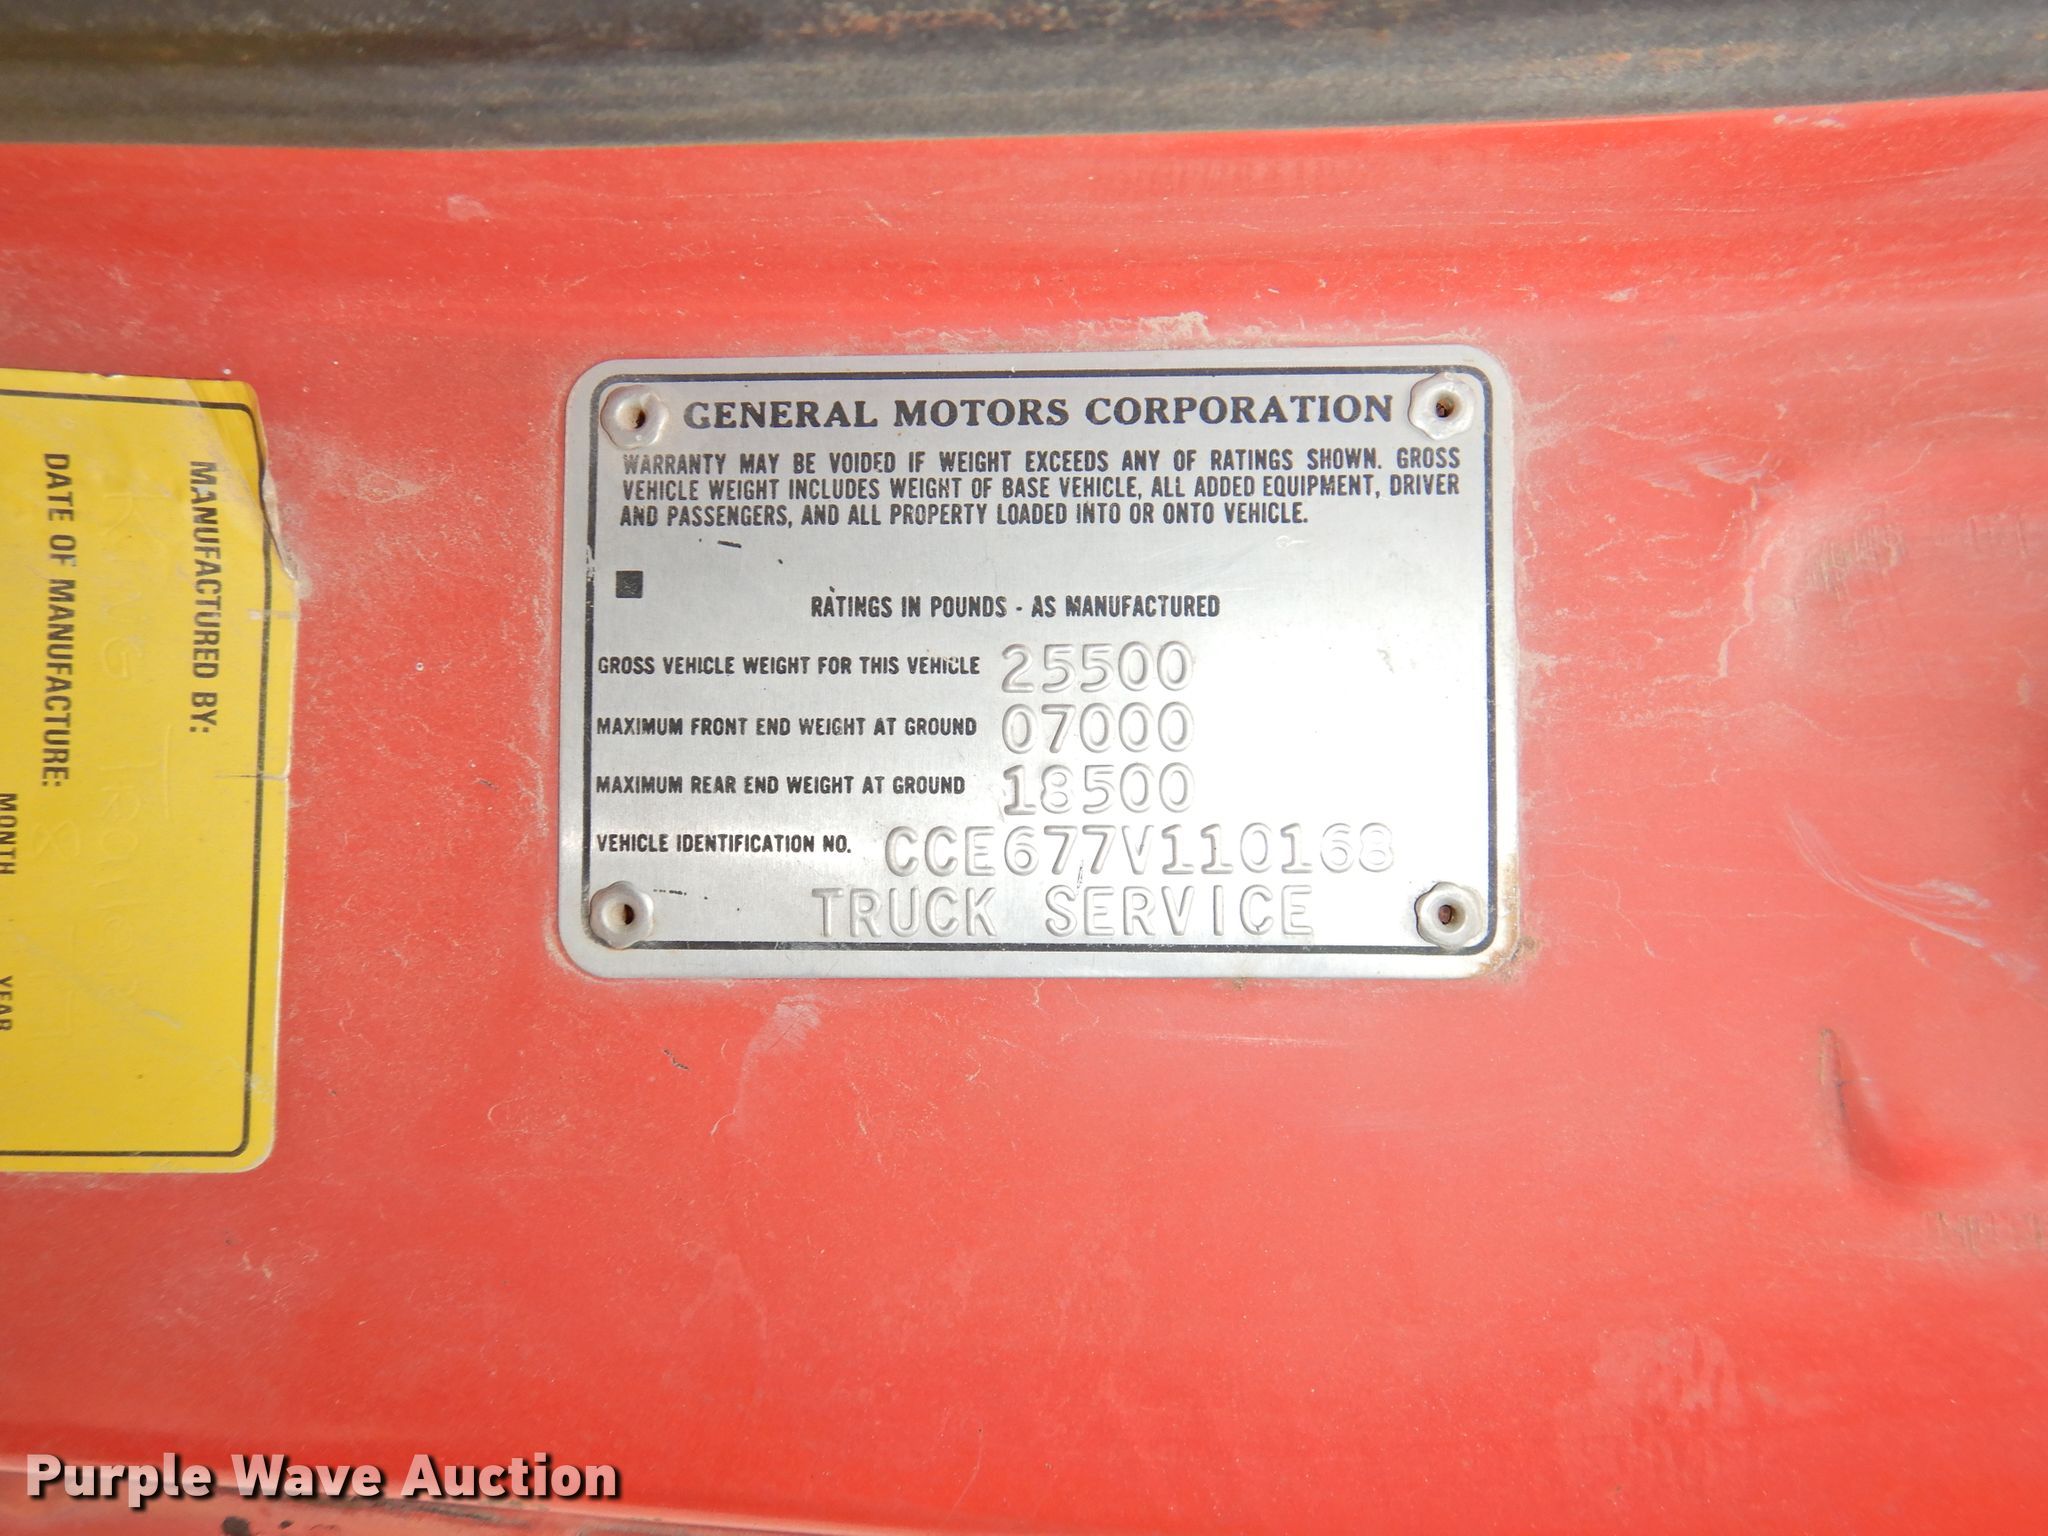 GENERAL MOTORS CORPORATION
WARRANTY MAY BE VOIDED IF WEIGHT EXCEEDS ANY OF RATINGS SHOWN. GROSS
VEHICLE WEIGHT INCLUDES WEIGHT OF BASE VEHICLE, ALL ADDED EQUIPMENT, DRIVER
AND PASSENGERS, AND ALL PROPERTY LOADED INTO OR ONTO VEHICLE.
RATINGS IN POUNDS - AS MANUFACTURED
GROSS VEHICLE WEIGHT FOR THIS VEHICLE 25500
MAXIMUM FRONT END WEIGHT AT GROUND 07000
MAXIMUM REAR END WEIGHT AT GROUND 18500
VEHICLE IDENTIFICATION NO. CCE677V110168
TRUCK SERVICE
MANUFACTURED BY:
DATE OF MANUFACTURE:
8
MONTH
YEAR
Purple Wave Auction